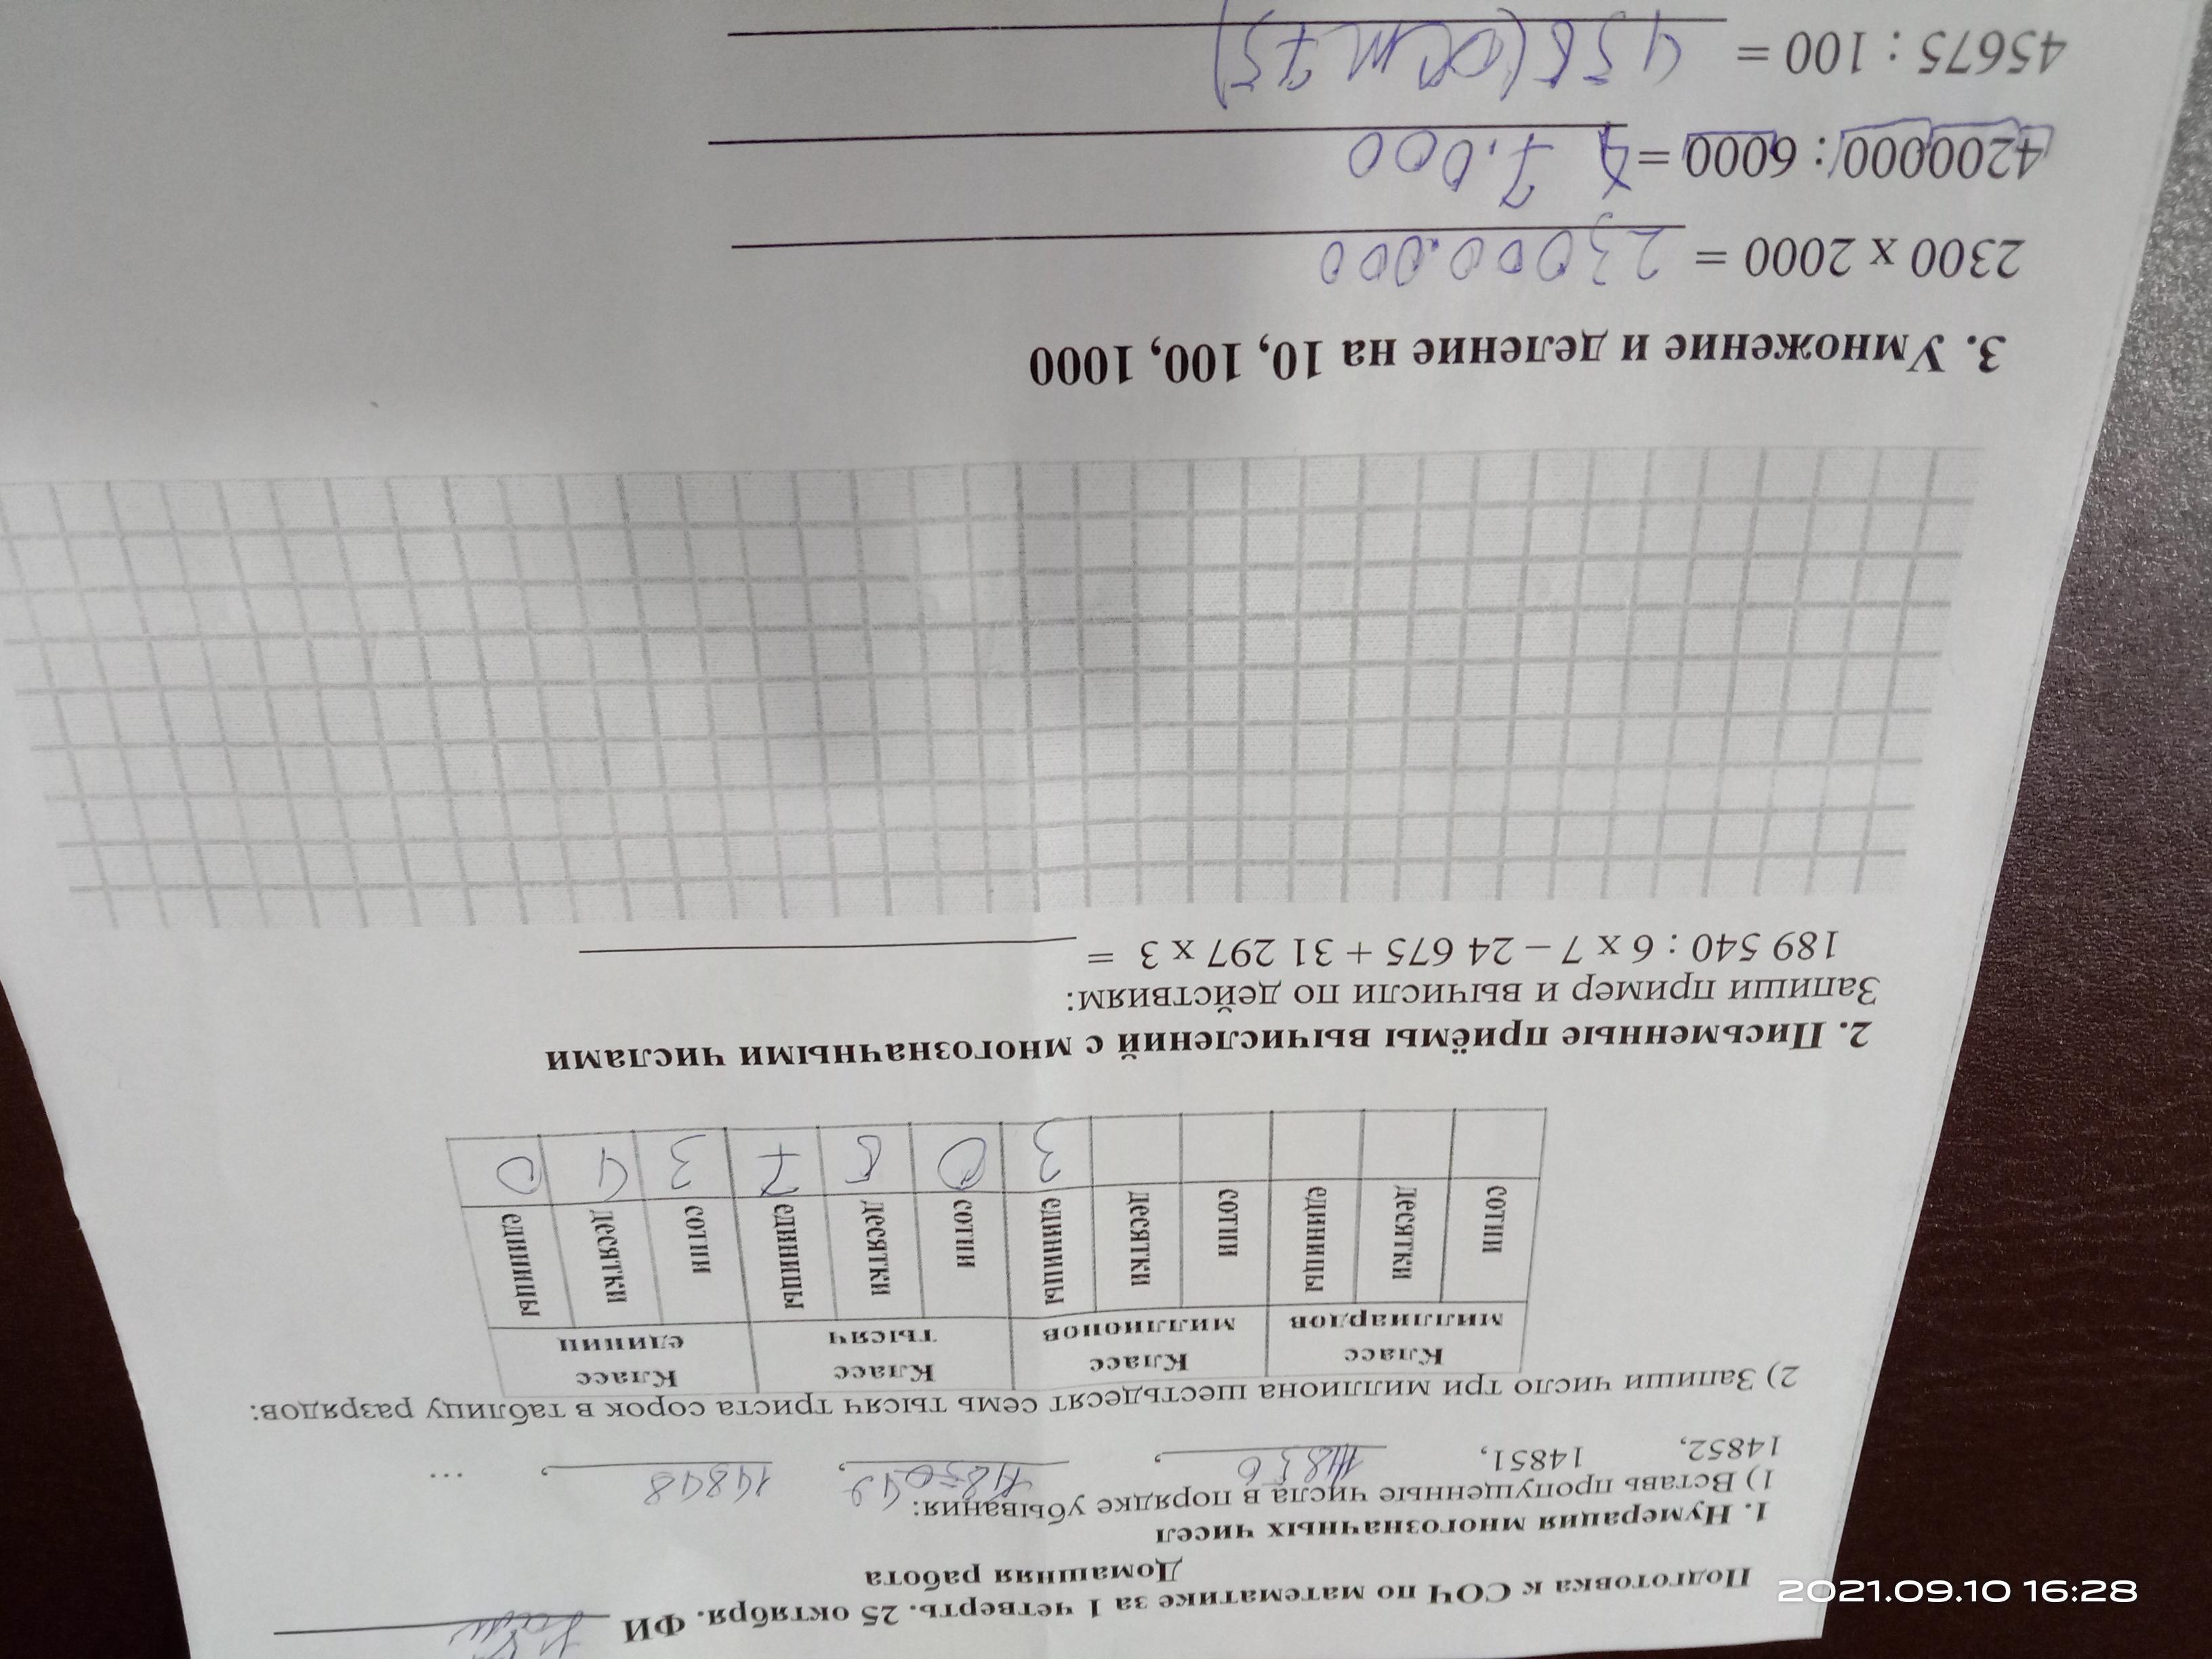 Подготовка к СОЧ по математике за 1 четверть. 25 октября. ФИ
Домашняя работа
1. Нумерация многозначных чисел
1) Вставь пропущенные числа в порядке убывания:
14852, 14851, 14850, 14848, ...
2) Запиши число три миллиона шестьдесят семь тысяч триста сорок в таблицу разрядов:
Класс миллиардов Класс миллионов Класс тысяч Класс единиц
сотни десятки единицы сотни десятки единицы сотни десятки единицы сотни десятки единицы
3 0 6 7 3 4 0
2. Письменные приёмы вычислений с многозначными числами
Запиши пример и вычисли по действиям:
189 540 : 6 х 7 – 24 675 + 31 297 х 3 =
3. Умножение и деление на 10, 100, 1000
2300 х 2000 = 23000.000
42000000 : 6000 = 7.000
45675 : 100 = 456(ост75)
2021.09.10 16:28